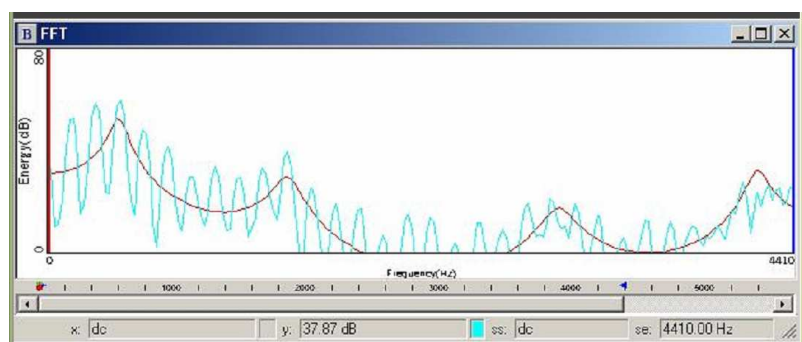 B FFT
80
Energy(dB)
0
0
4410
Frequency(Hz)
1000 2000 3000 4000 5000
x: dc y: 37.87 dB ss: dc se: 4410.00 Hz